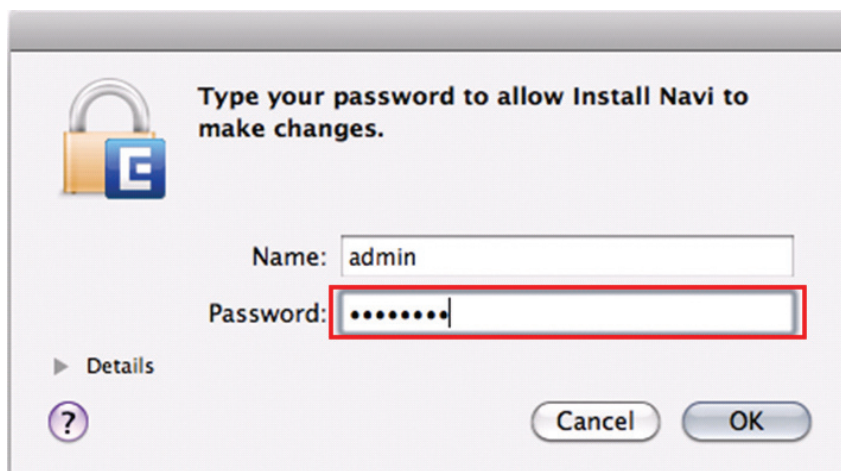 Type your password to allow Install Navi to
make changes.
Name: admin
Password: ••••••••
Details
? Cancel OK